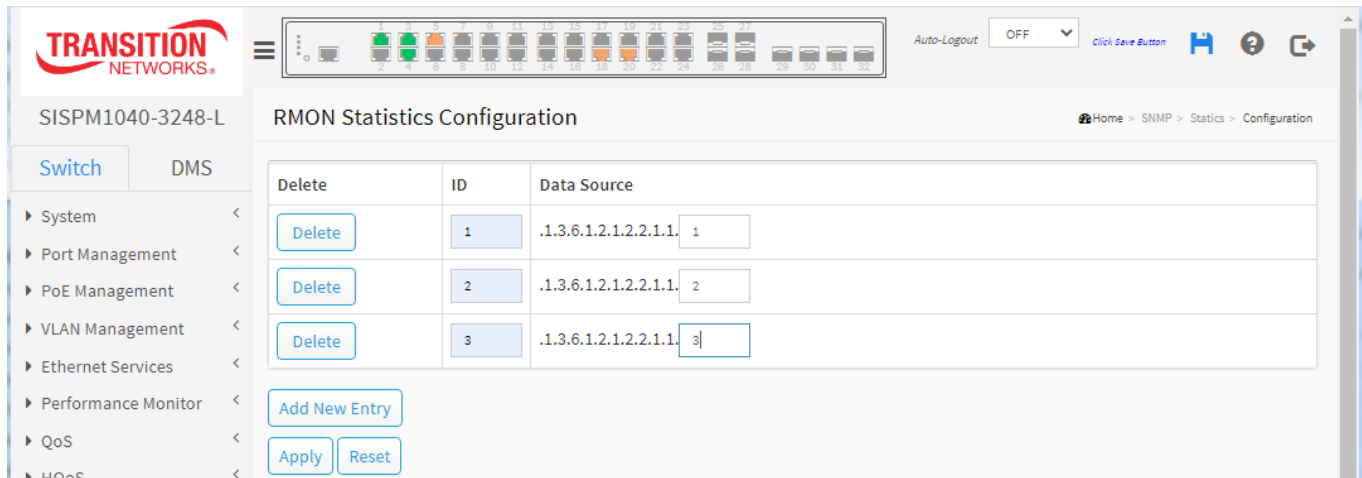 1 3 5 7 9 11 13 15 17 19 21 23 25 27
TRANSITION
NETWORKS®
2 4 6 8 10 12 14 16 18 20 22 24 26 28 29 30 31 32
Auto-Logout OFF Click Save Button
SISPM1040-3248-L
RMON Statistics Configuration
Home > SNMP > Statics > Configuration
Switch DMS
Delete ID Data Source
System
Delete 1 .1.3.6.1.2.1.2.2.1.1. 1
Port Management
PoE Management
Delete 2 .1.3.6.1.2.1.2.2.1.1. 2
VLAN Management
Delete 3 .1.3.6.1.2.1.2.2.1.1. 3
Ethernet Services
Performance Monitor
Add New Entry
QoS
Apply Reset
HQoS